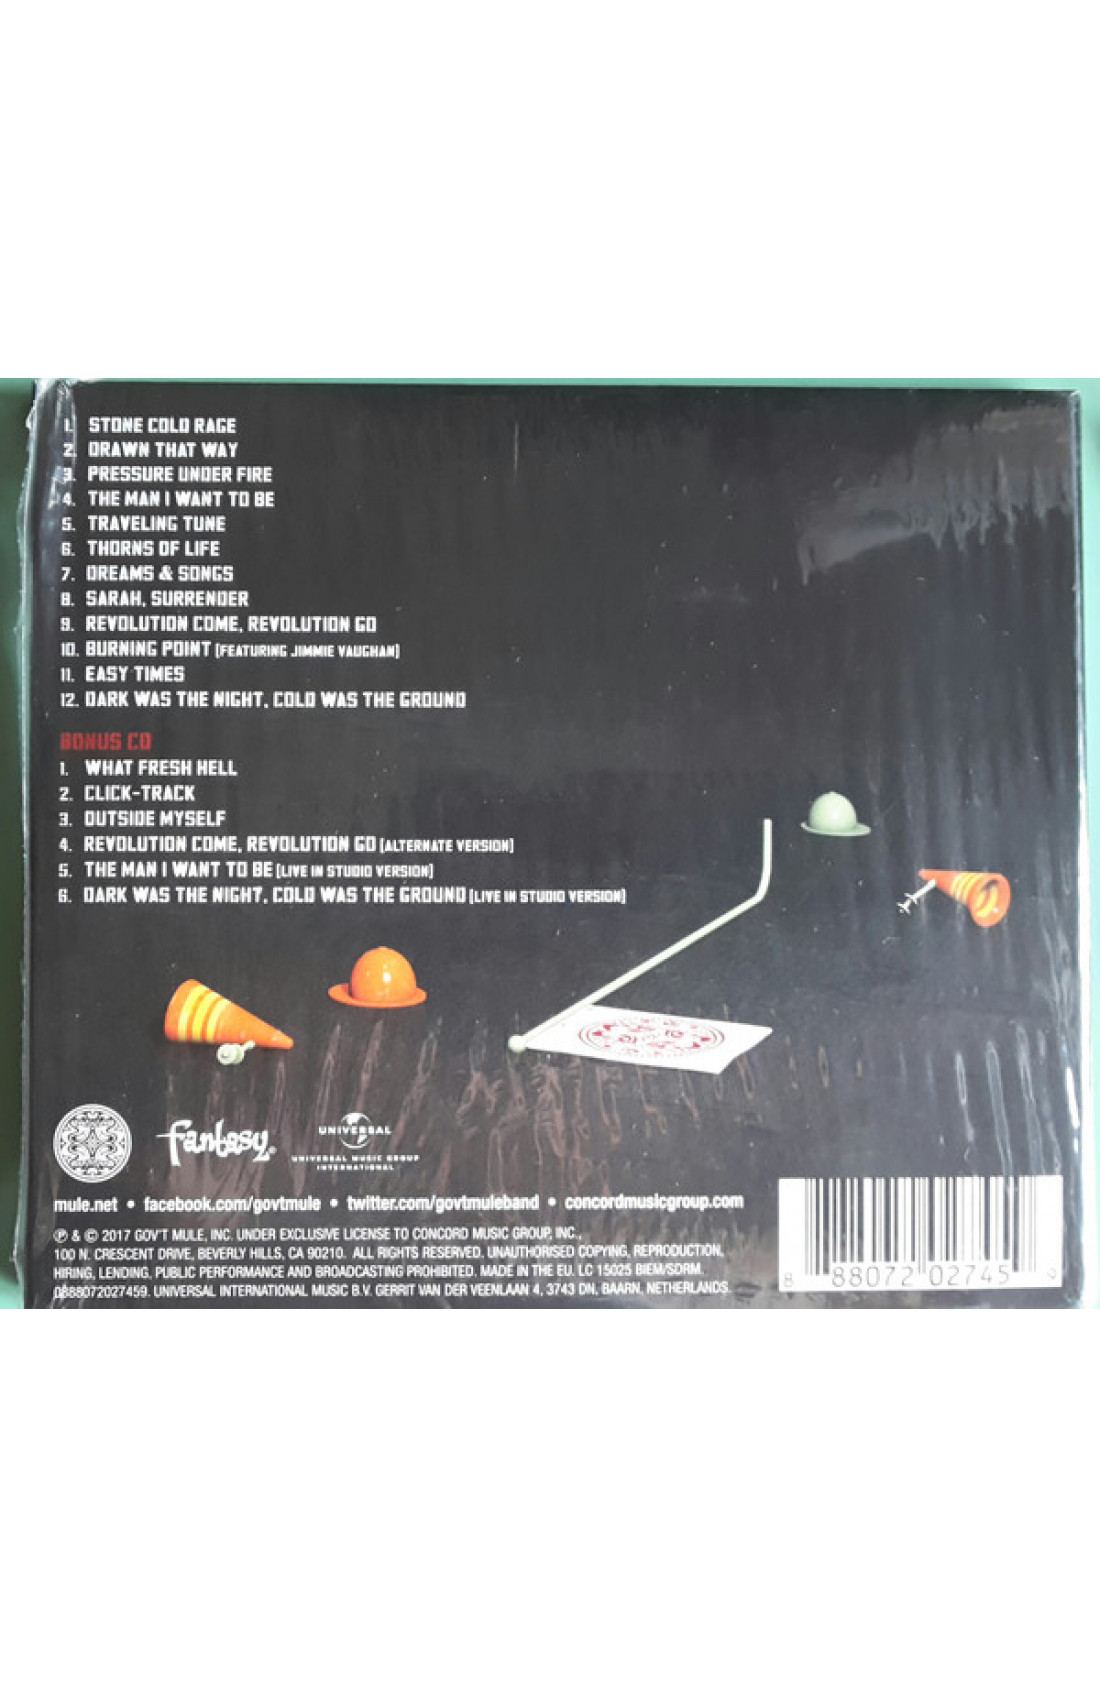 1. STONE COLD RAGE
2. DRAWN THAT WAY
3. PRESSURE UNDER FIRE
4. THE MAN I WANT TO BE
5. TRAVELING TUNE
6. THORNS OF LIFE
7. DREAMS & SONGS
8. SARAH, SURRENDER
9. REVOLUTION COME, REVOLUTION GO
10. BURNING POINT [FEATURING JIMMIE VAUGHAN]
11. EASY TIMES
12. DARK WAS THE NIGHT, COLD WAS THE GROUND
BONUS CD
1. WHAT FRESH HELL
2. CLICK-TRACK
3. OUTSIDE MYSELF
4. REVOLUTION COME, REVOLUTION GO [ALTERNATE VERSION]
5. THE MAN I WANT TO BE [LIVE IN STUDIO VERSION]
6. DARK WAS THE NIGHT, COLD WAS THE GROUND [LIVE IN STUDIO VERSION]
fantasy®
UNIVERSAL
UNIVERSAL MUSIC GROUP
INTERNATIONAL
mule.net • facebook.com/govtmule • twitter.com/govtmuleband • concordmusicgroup.com
℗ & © 2017 GOV'T MULE, INC. UNDER EXCLUSIVE LICENSE TO CONCORD MUSIC GROUP, INC.,
100 N. CRESCENT DRIVE, BEVERLY HILLS, CA 90210. ALL RIGHTS RESERVED. UNAUTHORISED COPYING, REPRODUCTION,
HIRING, LENDING, PUBLIC PERFORMANCE AND BROADCASTING PROHIBITED. MADE IN THE EU. LC 15025 BIEM/SDRM.
0888072027459. UNIVERSAL INTERNATIONAL MUSIC B.V. GERRIT VAN DER VEENLAAN 4, 3743 DN, BAARN, NETHERLANDS.
8 88072 02745 9